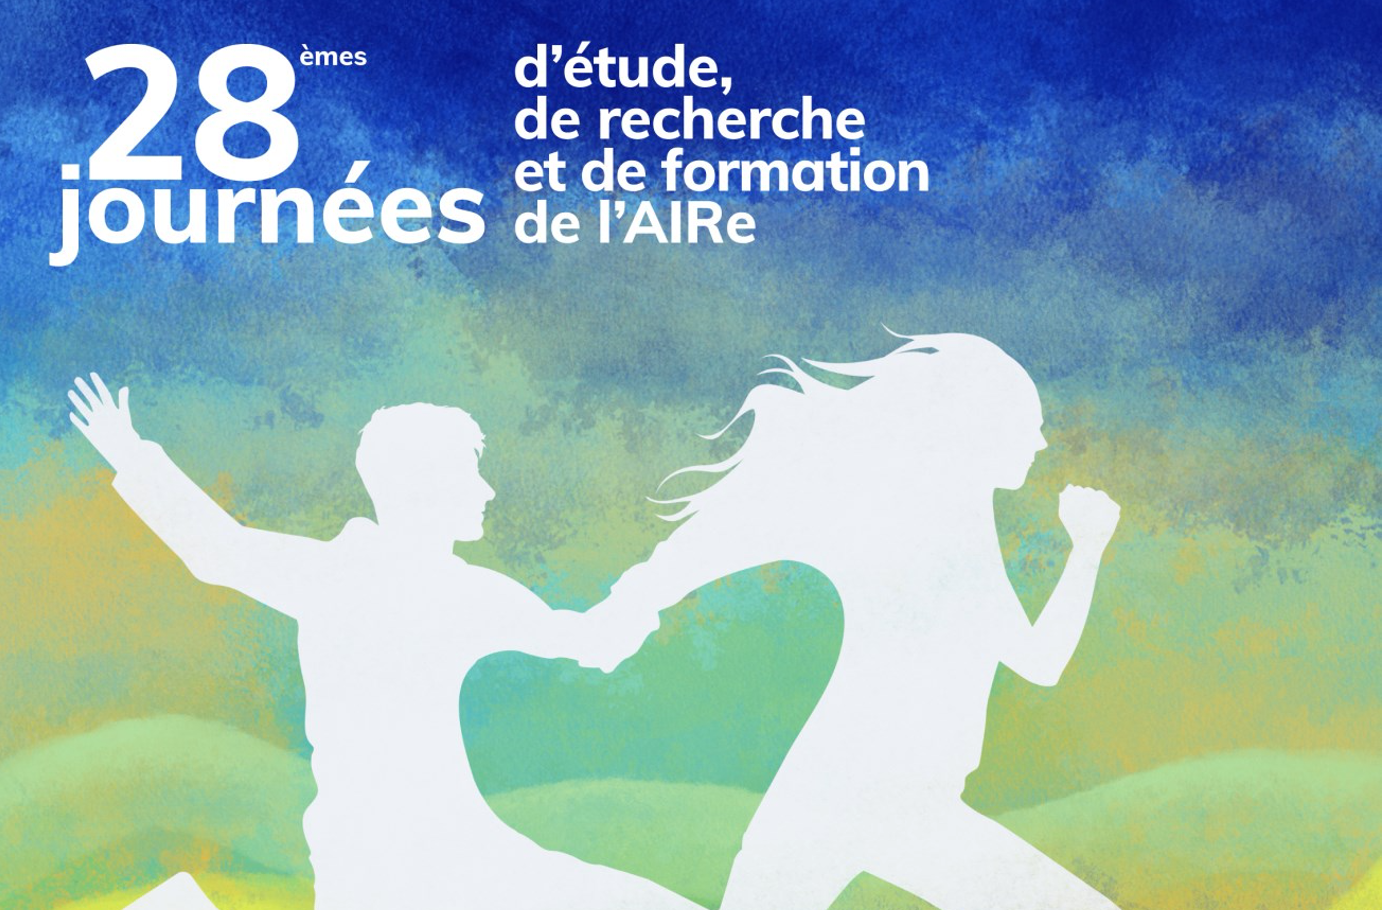 28èmes
journées
d’étude,
de recherche
et de formation
de l’AIRe